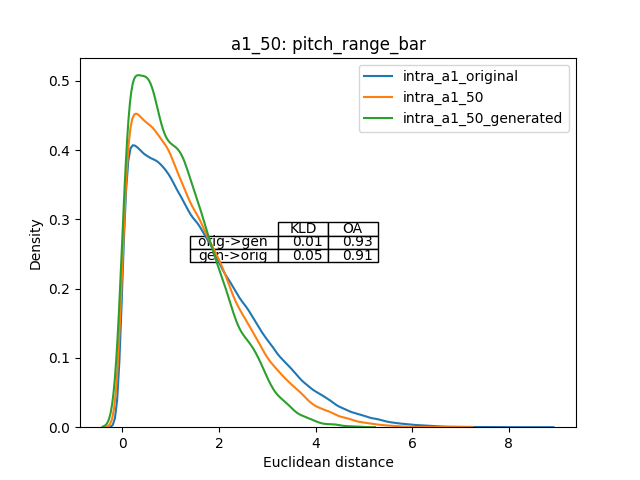 a1_50: pitch_range_bar
intra_a1_original
intra_a1_50
intra_a1_50_generated
KLD OA
orig->gen 0.01 0.93
gen->orig 0.05 0.91
Density
0.5
0.4
0.3
0.2
0.1
0.0
0 2 4 6 8
Euclidean distance